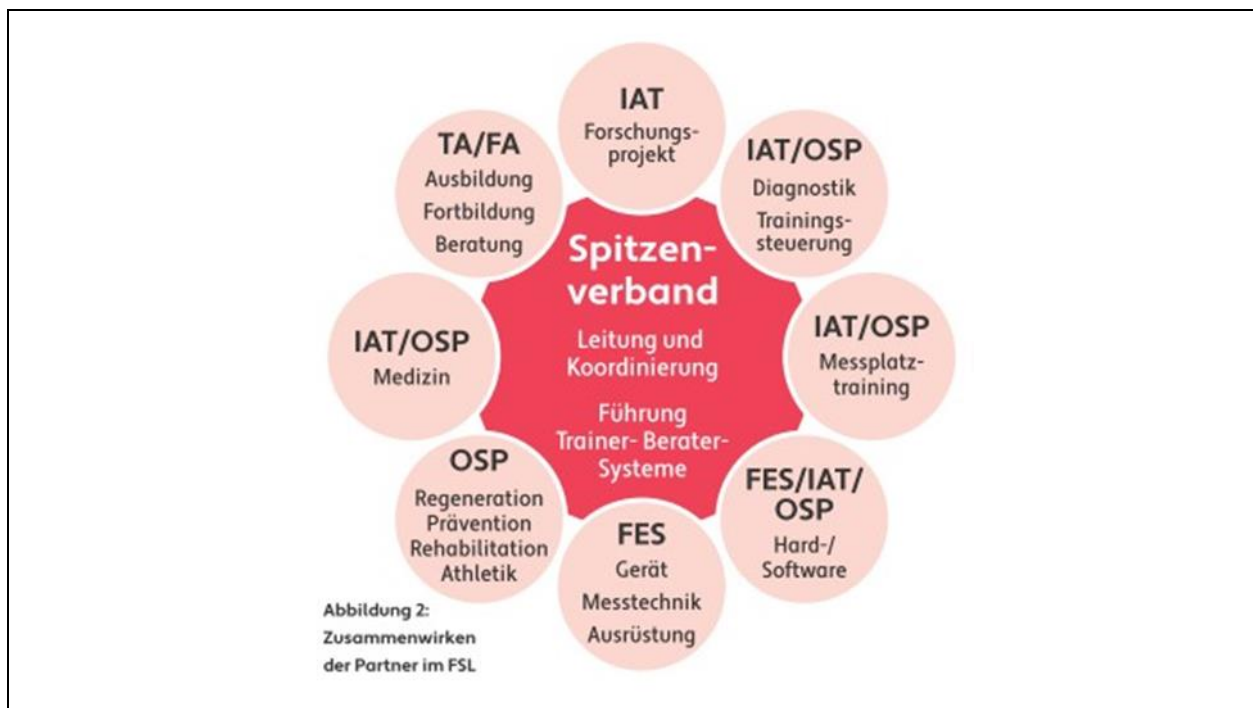 IAT
Forschungs-
projekt
IAT/OSP
Diagnostik
Trainings-
steuerung
IAT/OSP
Messplatz-
training
FES/IAT/
OSP
Hard-/
Software
FES
Gerät
Messtechnik
Ausrüstung
OSP
Regeneration
Prävention
Rehabilitation
Athletik
IAT/OSP
Medizin
TA/FA
Ausbildung
Fortbildung
Beratung
Spitzen-
verband
Leitung und
Koordinierung
Führung
Trainer- Berater-
Systeme
Abbildung 2:
Zusammenwirken
der Partner im FSL